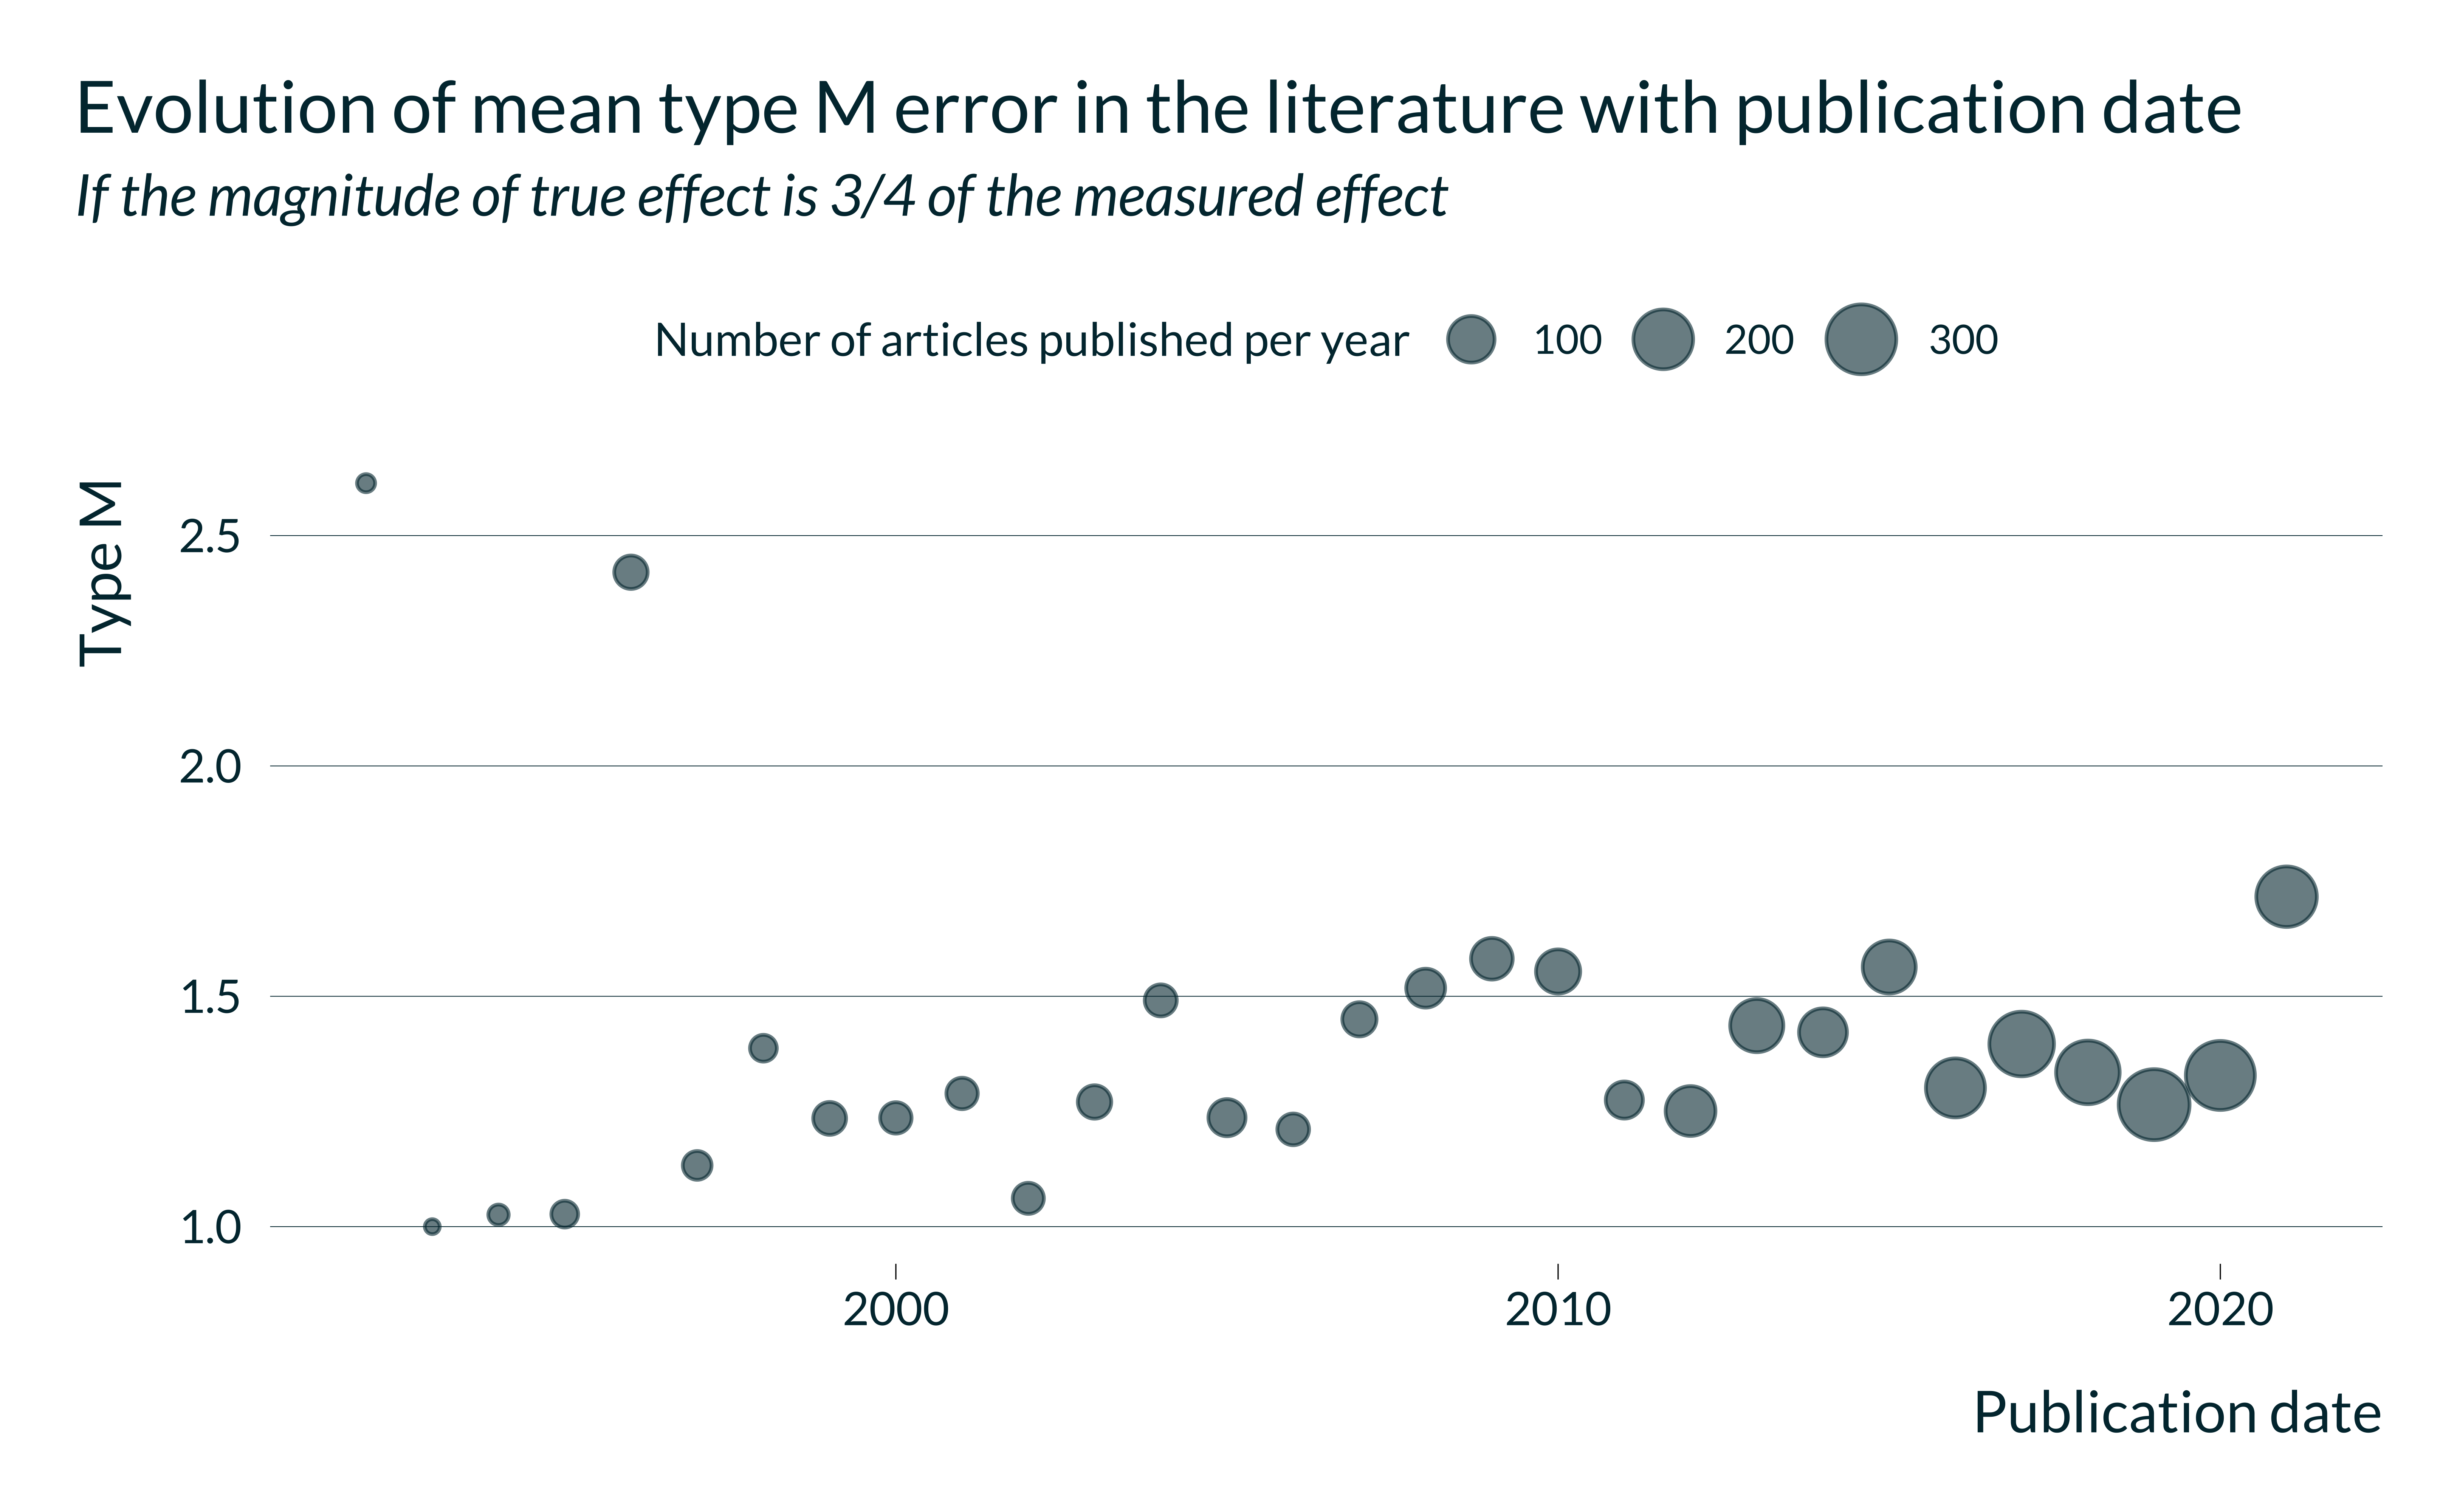 Evolution of mean type M error in the literature with publication date
If the magnitude of true effect is 3/4 of the measured effect
Number of articles published per year 100 200 300
Type M
2.5
2.0
1.5
1.0
2000 2010 2020
Publication date